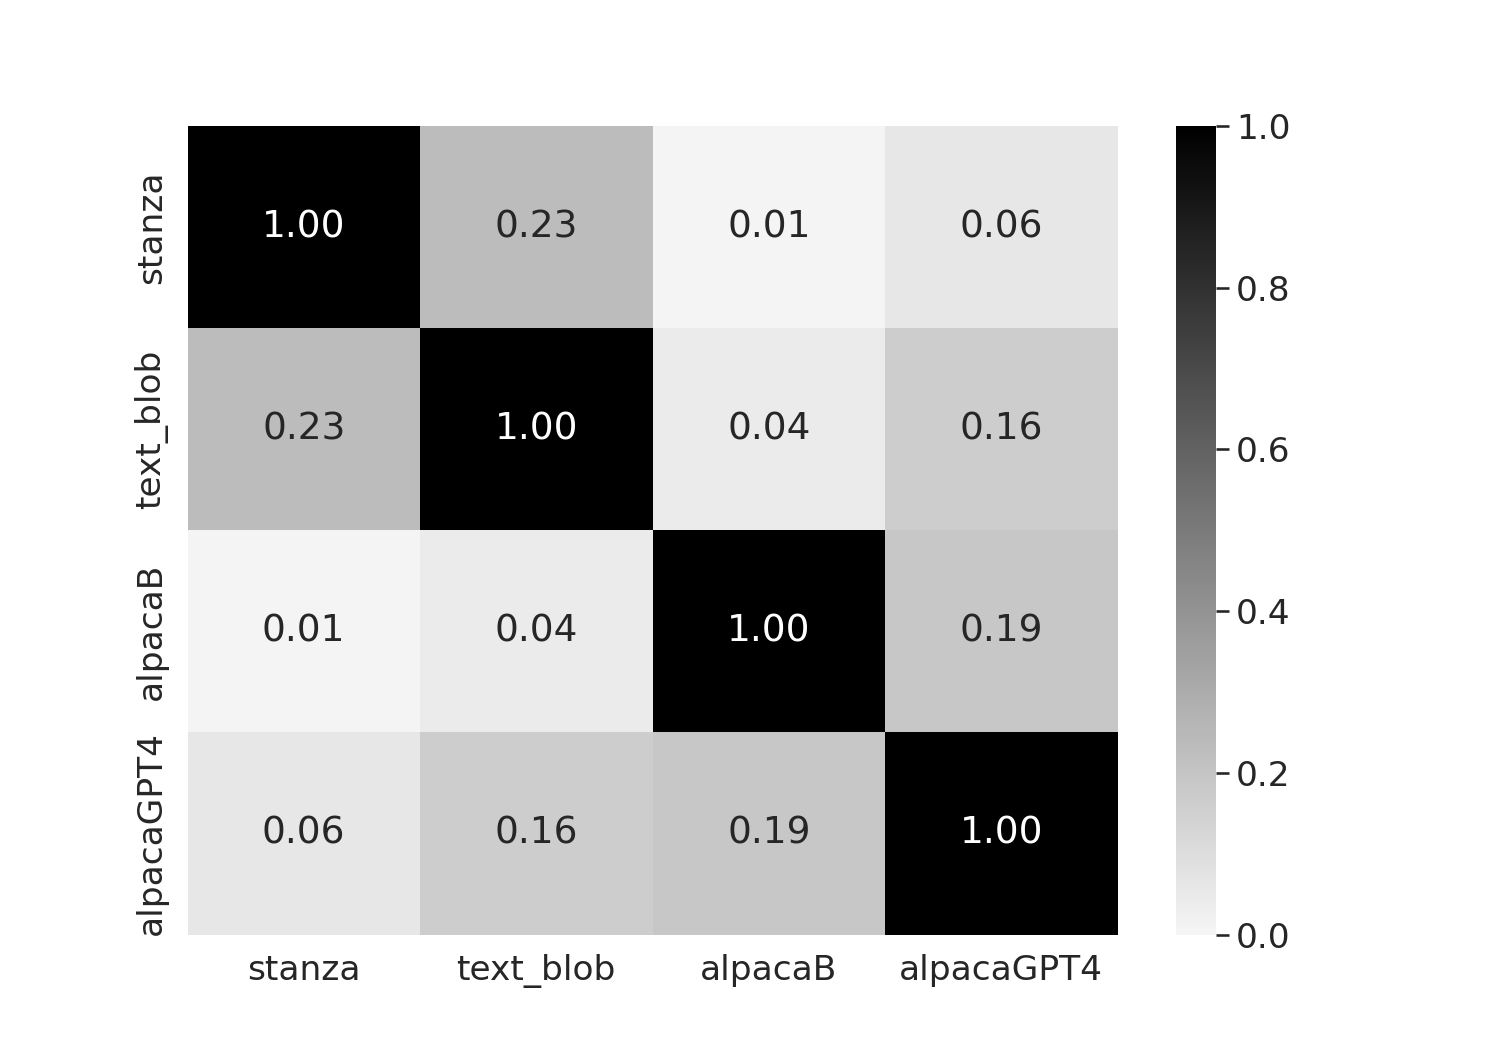 1.0
stanza 1.00 0.23 0.01 0.06
0.8
text_blob 0.23 1.00 0.04 0.16
0.6
0.4
alpacaB 0.01 0.04 1.00 0.19
0.2
alpacaGPT4 0.06 0.16 0.19 1.00
0.0
stanza text_blob alpacaB alpacaGPT4